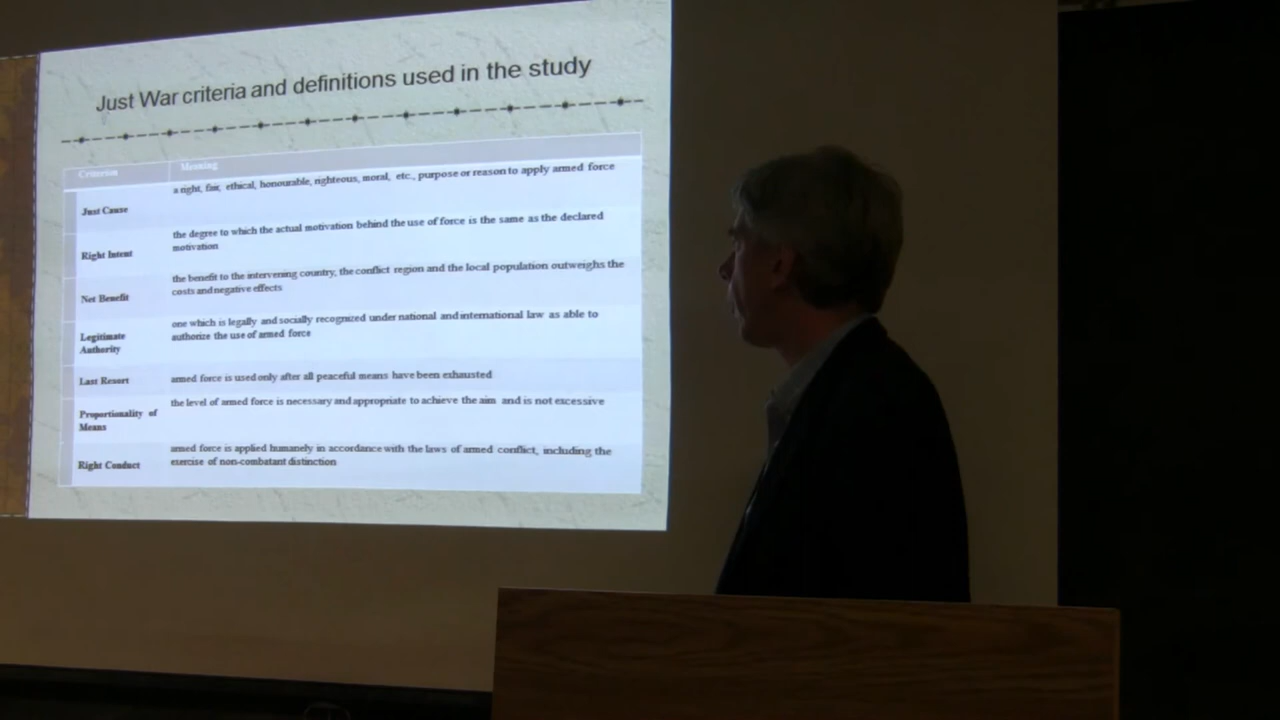 Just War criteria and definitions used in the study
Criterion Meaning
a right, fair, ethical, honourable, righteous, moral, etc., purpose or reason to apply armed force
Just Cause
the degree to which the actual motivation behind the use of force is the same as the declared
motivation
Right Intent
the benefit to the intervening country, the conflict region and the local population outweighs the
costs and negative effects
Net Benefit
one which is legally and socially recognized under national and international law as able to
authorize the use of armed force
Legitimate
Authority
Last Resort
armed force is used only after all peaceful means have been exhausted
the level of armed force is necessary and appropriate to achieve the aim and is not excessive
Proportionality of
Means
armed force is applied humanely in accordance with the laws of armed conflict, including the
exercise of non-combatant distinction
Right Conduct